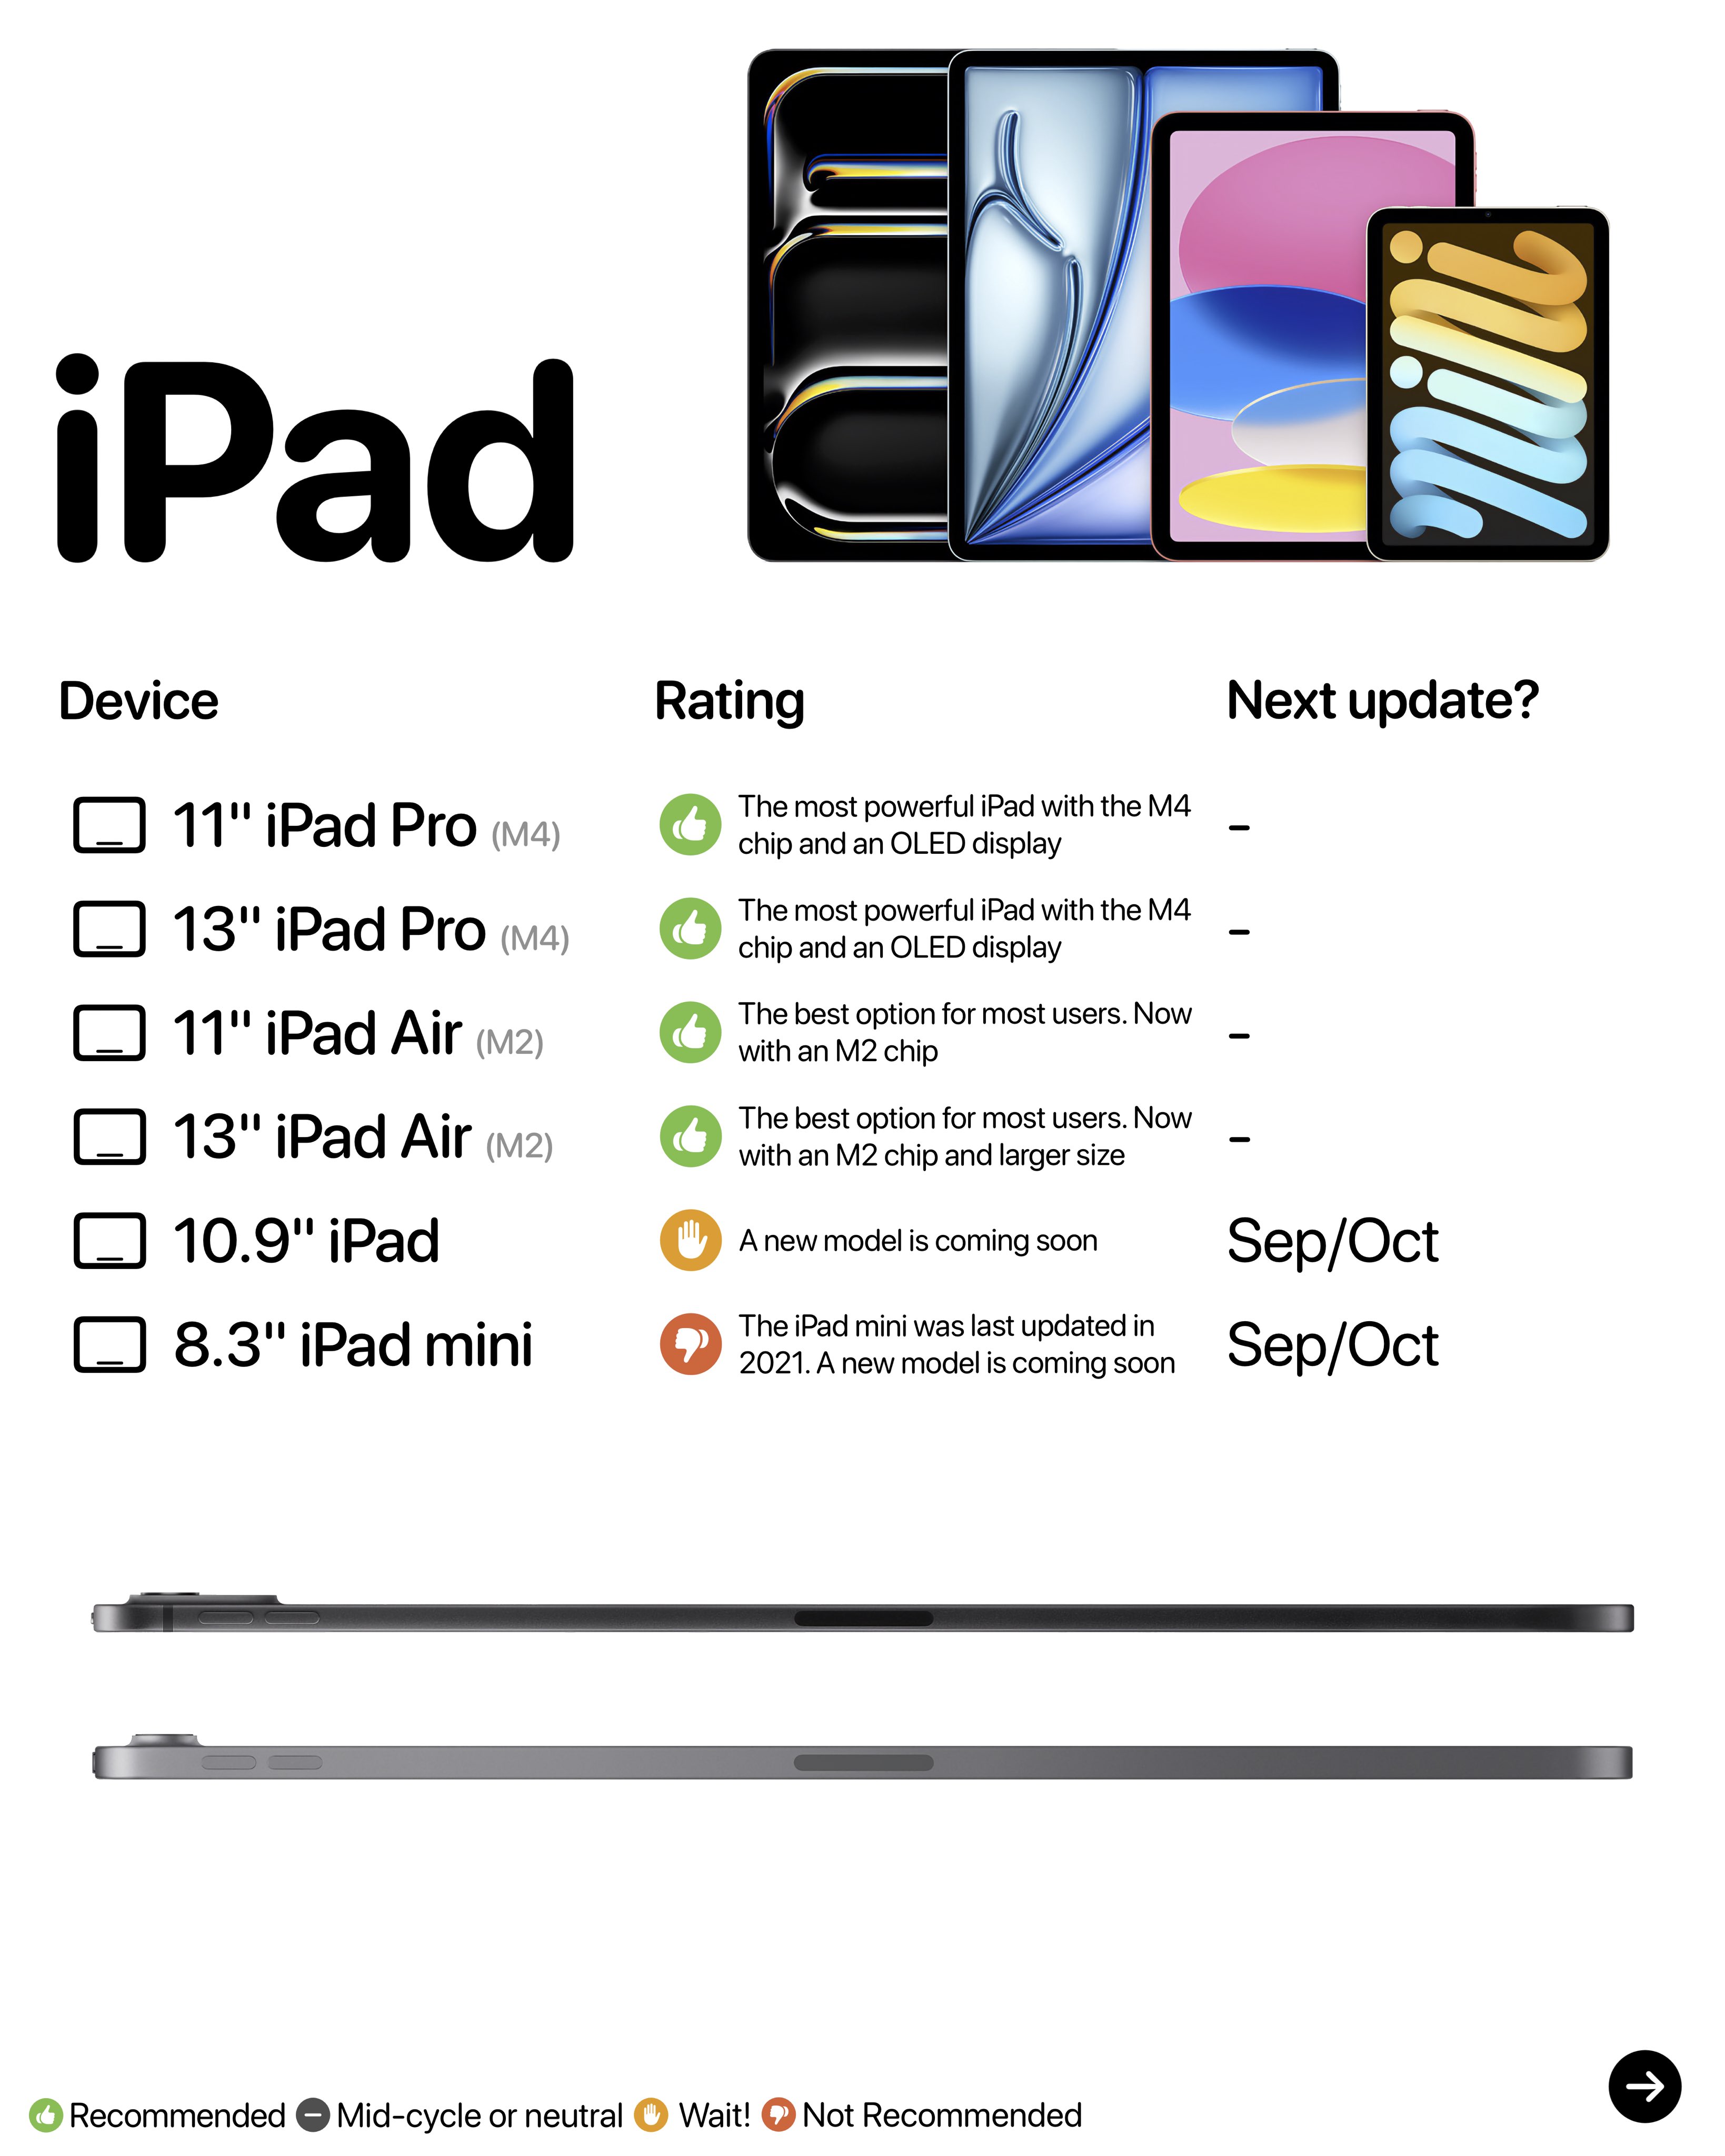 iPad
Device Rating Next update?
11" iPad Pro (M4)
The most powerful iPad with the M4
chip and an OLED display
-
13" iPad Pro (M4)
The most powerful iPad with the M4
chip and an OLED display
-
11" iPad Air (M2)
The best option for most users. Now
with an M2 chip
-
13" iPad Air (M2)
The best option for most users. Now
with an M2 chip and larger size
-
10.9" iPad
A new model is coming soon
Sep/Oct
8.3" iPad mini
The iPad mini was last updated in
2021. A new model is coming soon
Sep/Oct
Recommended Mid-cycle or neutral Wait! Not Recommended